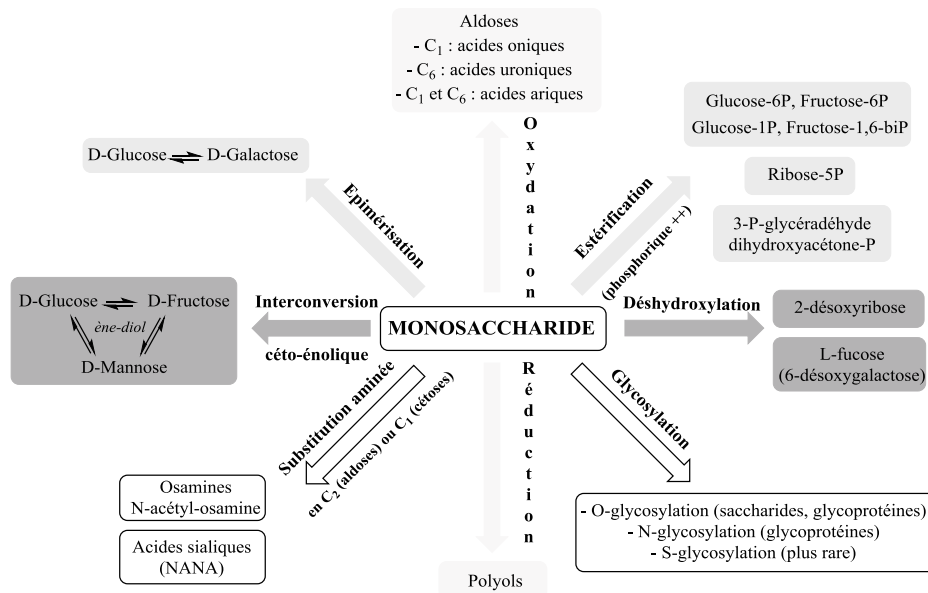 Aldoses
- C₁ : acides oniques
- C₆ : acides uroniques
- C₁ et C₆ : acides ariques
Oxydation
Glucose-6P, Fructose-6P
Glucose-1P, Fructose-1,6-biP
Ribose-5P
3-P-glycéradéhyde
dihydroxyacétone-P
Estérification
(phosphorique ++)
D-Glucose ⇌ D-Galactose
Epimérisation
D-Glucose ⇌ D-Fructose
ène-diol
D-Mannose
Interconversion
céto-énolique
MONOSACCHARIDE
Déshydroxylation
2-désoxyribose
L-fucose
(6-désoxygalactose)
Substitution aminée
en C₂ (aldoses) ou C₁ (cétoses)
Osamines
N-acétyl-osamine
Acides sialiques
(NANA)
Réduction
Polyols
Glycosylation
- O-glycosylation (saccharides, glycoprotéines)
- N-glycosylation (glycoprotéines)
- S-glycosylation (plus rare)